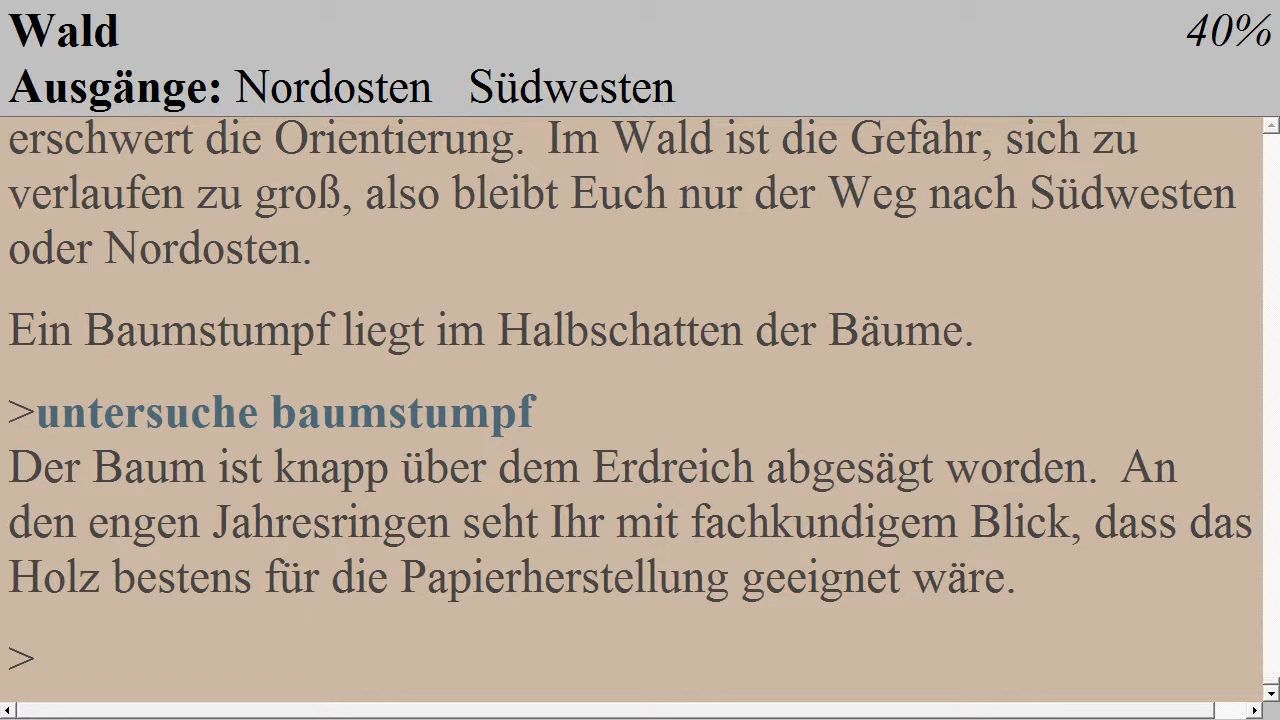 Wald 40%
Ausgänge: Nordosten Südwesten
erschwert die Orientierung. Im Wald ist die Gefahr, sich zu
verlaufen zu groß, also bleibt Euch nur der Weg nach Südwesten
oder Nordosten.
Ein Baumstumpf liegt im Halbschatten der Bäume.
>untersuche baumstumpf
Der Baum ist knapp über dem Erdreich abgesägt worden. An
den engen Jahresringen seht Ihr mit fachkundigem Blick, dass das
Holz bestens für die Papierherstellung geeignet wäre.
>